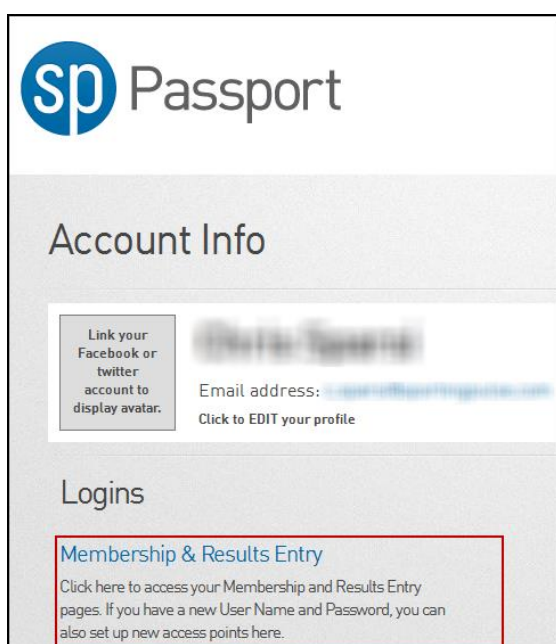 sp Passport
Account Info
Link your
Facebook or
twitter
account to
display avatar.
Email address:
Click to EDIT your profile
Logins
Membership & Results Entry
Click here to access your Membership and Results Entry
pages. If you have a new User Name and Password, you can
also set up new access points here.